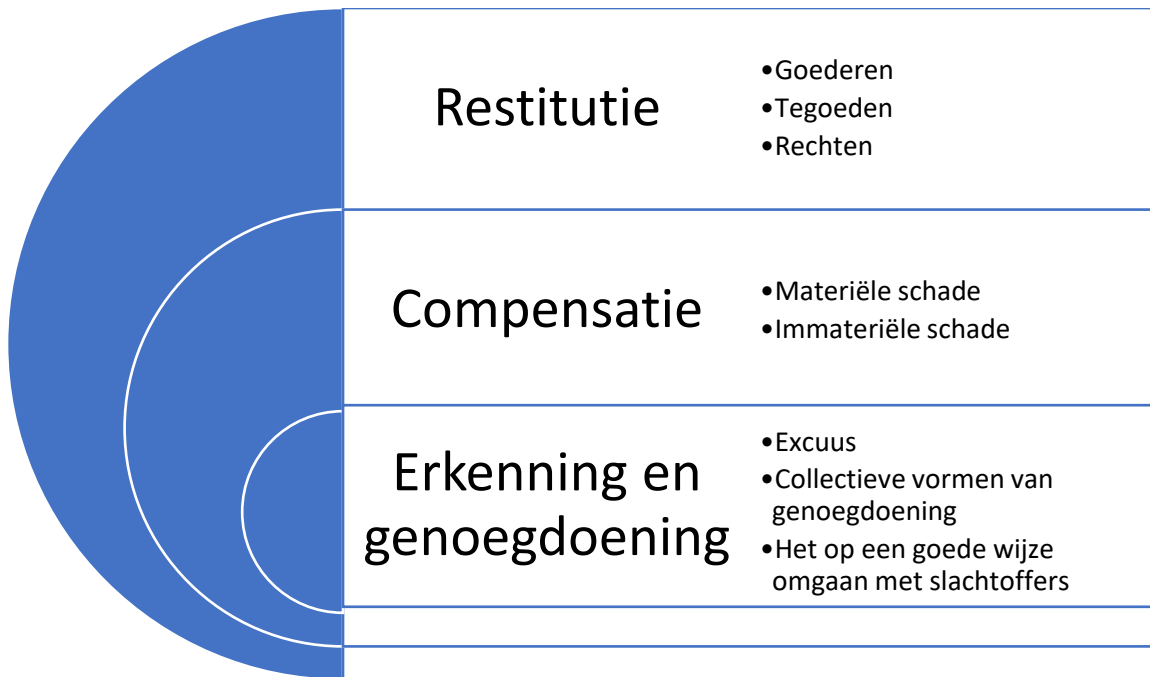 Restitutie
•Goederen
•Tegoeden
•Rechten
Compensatie
•Materiële schade
•Immateriële schade
Erkenning en
genoegdoening
•Excuus
•Collectieve vormen van
genoegdoening
•Het op een goede wijze
omgaan met slachtoffers